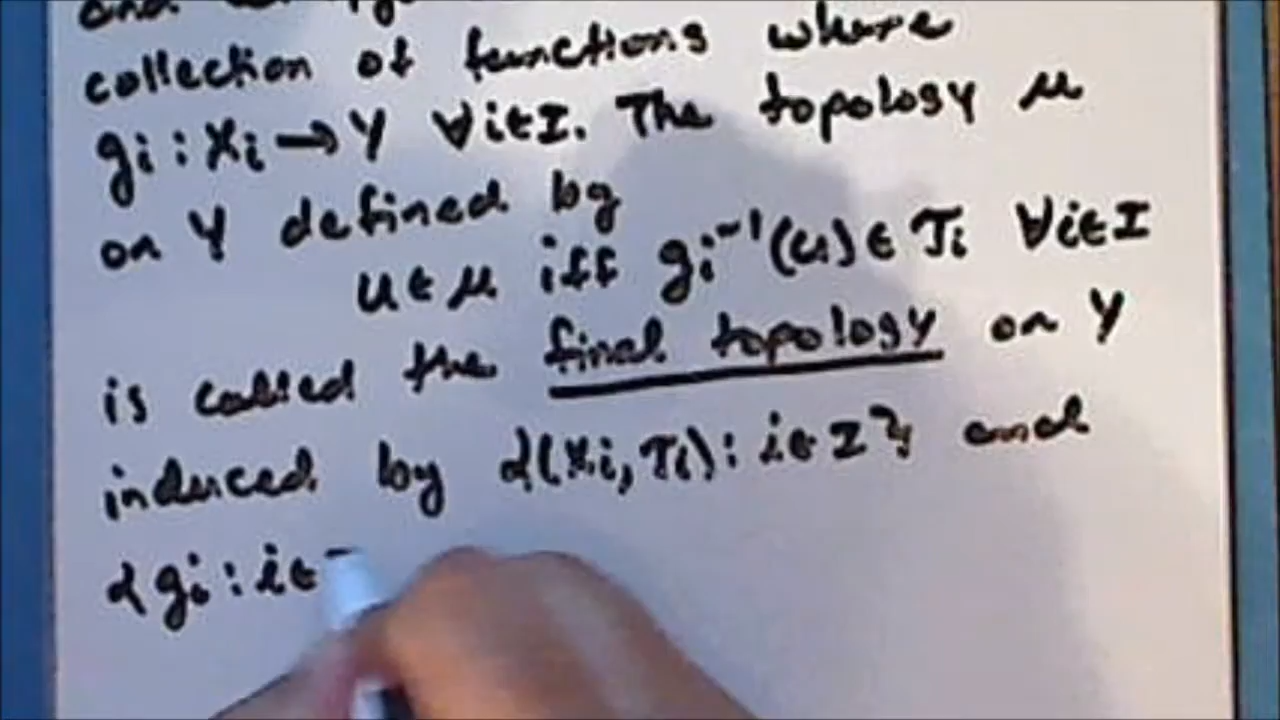 and
collection of functions where
gᵢ : Xᵢ → Y ∀i∈I. The topology μ
on Y defined by
U∈μ iff gᵢ⁻¹(U)∈Tᵢ ∀i∈I
is called the final topology on Y
induced by {(Xᵢ,Tᵢ): i∈I} and
{gᵢ : i∈